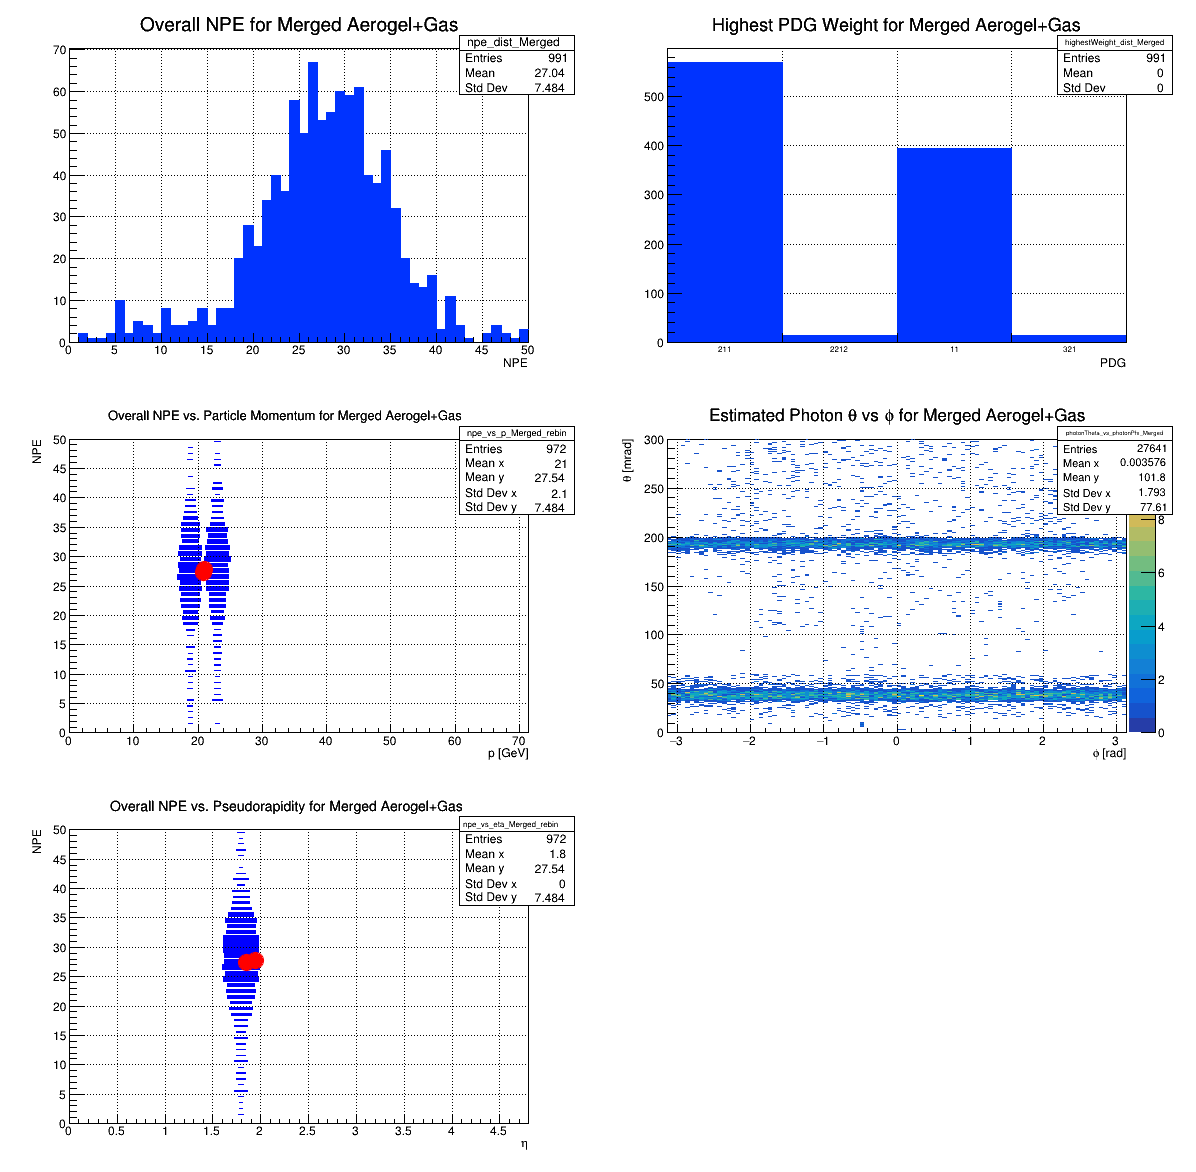 Overall NPE for Merged Aerogel+Gas
npe_dist_Merged
Entries 991
Mean 27.04
Std Dev 7.484
70
60
50
40
30
20
10
0
0 5 10 15 20 25 30 35 40 45 50
NPE
Highest PDG Weight for Merged Aerogel+Gas
highestWeight_dist_Merged
Entries 991
Mean 0
Std Dev 0
500
400
300
200
100
0
211 2212 11 321
PDG
Overall NPE vs. Particle Momentum for Merged Aerogel+Gas
npe_vs_p_Merged_rebin
Entries 972
Mean x 21
Mean y 27.54
Std Dev x 2.1
Std Dev y 7.484
NPE
50
45
40
35
30
25
20
15
10
5
0
0 10 20 30 40 50 60 70
p [GeV]
Estimated Photon θ vs ϕ for Merged Aerogel+Gas
photonTheta_vs_photonPhi_Merged
Entries 27641
Mean x 0.003576
Mean y 101.8
Std Dev x 1.793
Std Dev y 77.61
θ [mrad]
300
250
200
150
100
50
0
−3 −2 −1 0 1 2 3
ϕ [rad]
8
6
4
2
0
Overall NPE vs. Pseudorapidity for Merged Aerogel+Gas
npe_vs_eta_Merged_rebin
Entries 972
Mean x 1.8
Mean y 27.54
Std Dev x 0
Std Dev y 7.484
NPE
50
45
40
35
30
25
20
15
10
5
0
0 0.5 1 1.5 2 2.5 3 3.5 4 4.5
η